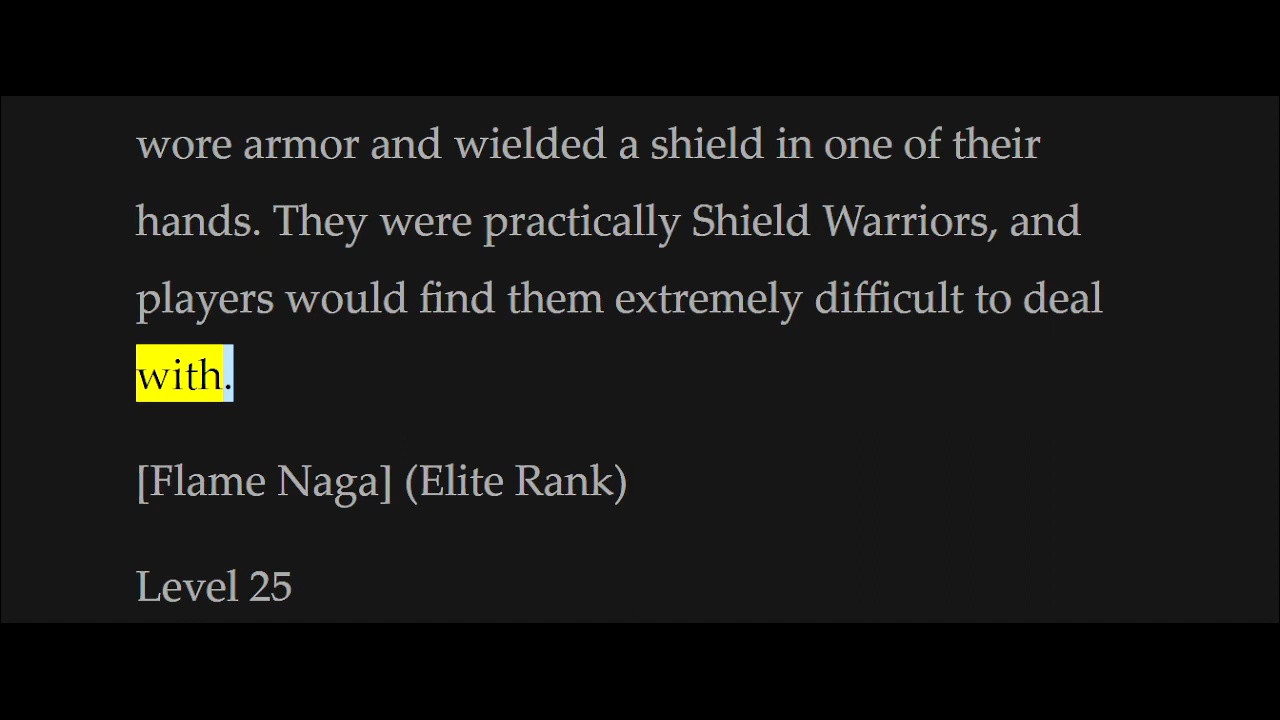 wore armor and wielded a shield in one of their
hands. They were practically Shield Warriors, and
players would find them extremely difficult to deal
with.
[Flame Naga] (Elite Rank)
Level 25